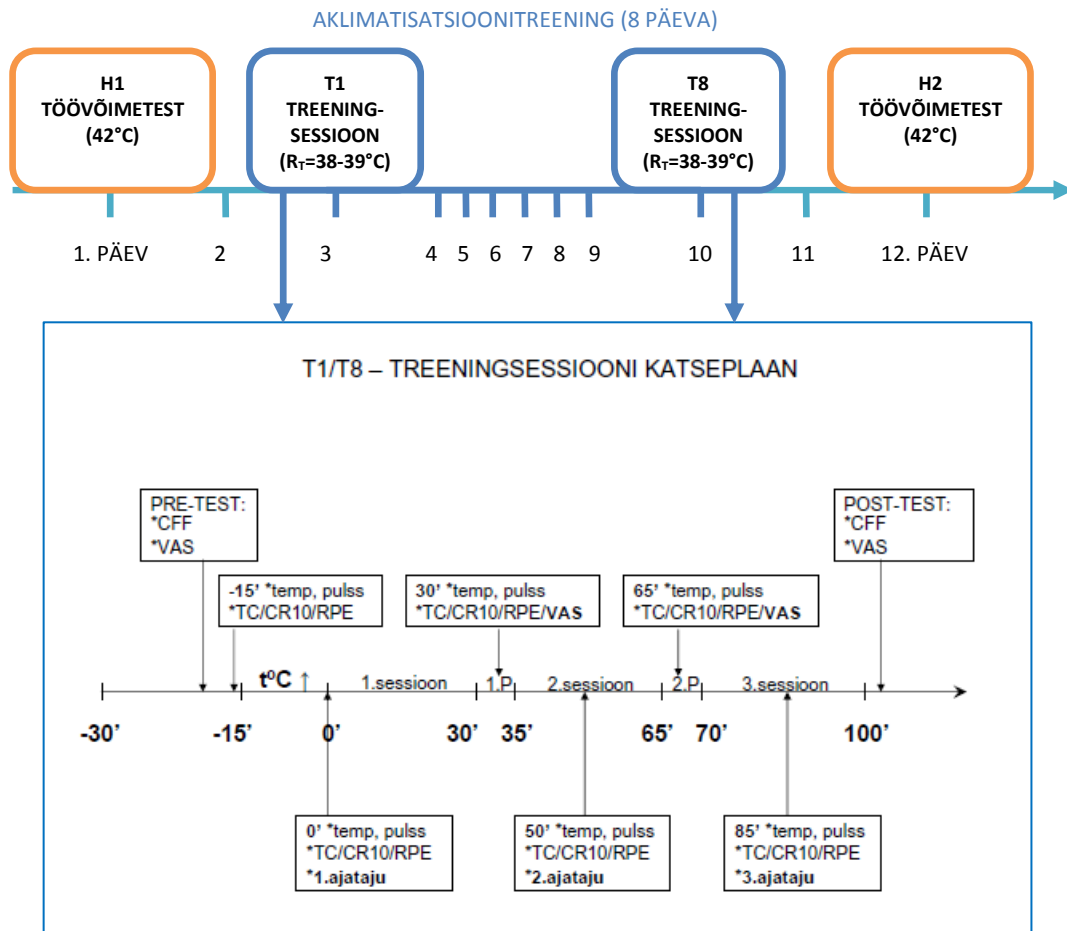 AKLIMATISATSIOONITREENING (8 PÄEVA)
H1
TÖÖVÕIMETEST
(42°C)
T1
TREENING-
SESSIOON
(RT=38-39°C)
T8
TREENING-
SESSIOON
(RT=38-39°C)
H2
TÖÖVÕIMETEST
(42°C)
1. PÄEV 2 3 4 5 6 7 8 9 10 11 12. PÄEV
T1/T8 – TREENINGSESSIOONI KATSEPLAAN
PRE-TEST:
*CFF
*VAS
POST-TEST:
*CFF
*VAS
-15' *temp, pulss
*TC/CR10/RPE
30' *temp, pulss
*TC/CR10/RPE/VAS
65' *temp, pulss
*TC/CR10/RPE/VAS
t⁰C ↑ 1.sessioon 1.P 2.sessioon 2.P 3.sessioon
-30' -15' 0' 30' 35' 65' 70' 100'
0' *temp, pulss
*TC/CR10/RPE
*1.ajataju
50' *temp, pulss
*TC/CR10/RPE
*2.ajataju
85' *temp, pulss
*TC/CR10/RPE
*3.ajataju